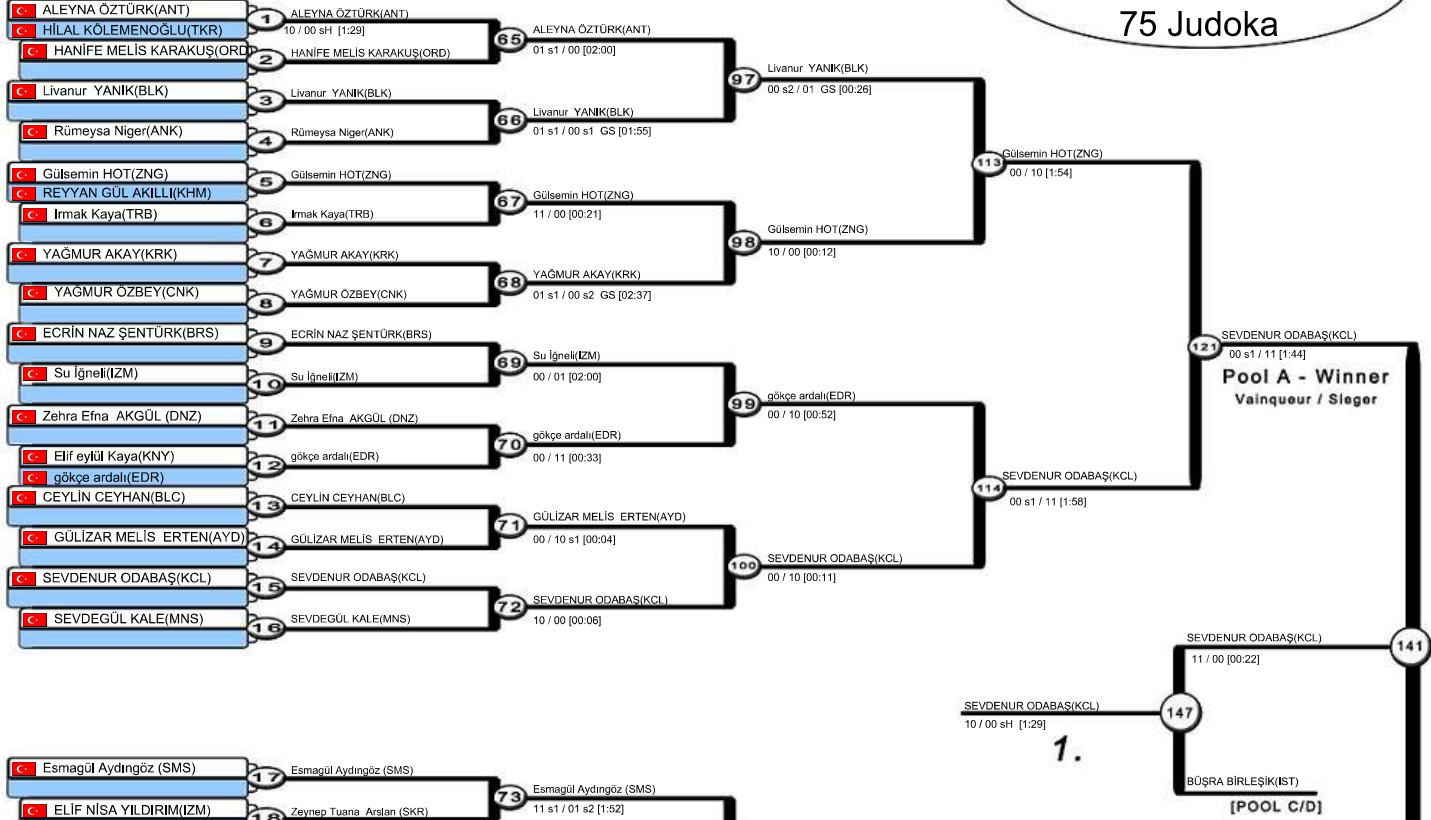 75 Judoka
ALEYNA ÖZTÜRK(ANT)
HİLAL KÖLEMENOĞLU(TKR)
1
ALEYNA ÖZTÜRK(ANT)
10 / 00 sH [1:29]
HANİFE MELİS KARAKUŞ(ORD)
2
HANİFE MELİS KARAKUŞ(ORD)
65
ALEYNA ÖZTÜRK(ANT)
01 s1 / 00 [02:00]
Livanur YANIK(BLK)
3
Livanur YANIK(BLK)
Rümeysa Niger(ANK)
4
Rümeysa Niger(ANK)
66
Livanur YANIK(BLK)
01 s1 / 00 s1 GS [01:55]
97
Livanur YANIK(BLK)
00 s2 / 01 GS [00:26]
Gülsemin HOT(ZNG)
REYYAN GÜL AKILLI(KHM)
5
Gülsemin HOT(ZNG)
Irmak Kaya(TRB)
6
Irmak Kaya(TRB)
67
Gülsemin HOT(ZNG)
11 / 00 [00:21]
YAĞMUR AKAY(KRK)
7
YAĞMUR AKAY(KRK)
YAĞMUR ÖZBEY(CNK)
8
YAĞMUR ÖZBEY(CNK)
68
YAĞMUR AKAY(KRK)
01 s1 / 00 s2 GS [02:37]
98
Gülsemin HOT(ZNG)
10 / 00 [00:12]
113
Gülsemin HOT(ZNG)
00 / 10 [1:54]
ECRİN NAZ ŞENTÜRK(BRS)
9
ECRİN NAZ ŞENTÜRK(BRS)
Su İğneli(IZM)
10
Su İğneli(IZM)
69
Su İğneli(IZM)
00 / 01 [02:00]
Zehra Efna AKGÜL (DNZ)
11
Zehra Efna AKGÜL (DNZ)
Elif eylül Kaya(KNY)
gökçe ardalı(EDR)
12
gökçe ardalı(EDR)
70
gökçe ardalı(EDR)
00 / 11 [00:33]
99
gökçe ardalı(EDR)
00 / 10 [00:52]
CEYLİN CEYHAN(BLC)
13
CEYLİN CEYHAN(BLC)
GÜLİZAR MELİS ERTEN(AYD)
14
GÜLİZAR MELİS ERTEN(AYD)
71
GÜLİZAR MELİS ERTEN(AYD)
00 / 10 s1 [00:04]
SEVDENUR ODABAŞ(KCL)
15
SEVDENUR ODABAŞ(KCL)
SEVDEGÜL KALE(MNS)
16
SEVDEGÜL KALE(MNS)
72
SEVDENUR ODABAŞ(KCL)
10 / 00 [00:06]
100
SEVDENUR ODABAŞ(KCL)
00 / 10 [00:11]
114
SEVDENUR ODABAŞ(KCL)
00 s1 / 11 [1:58]
121
SEVDENUR ODABAŞ(KCL)
00 s1 / 11 [1:44]
Pool A - Winner
Vainqueur / Sieger
SEVDENUR ODABAŞ(KCL)
11 / 00 [00:22]
141
SEVDENUR ODABAŞ(KCL)
10 / 00 sH [1:29]
147
1.
BÜŞRA BİRLEŞİK(IST)
[POOL C/D]
Esmagül Aydıngöz (SMS)
17
Esmagül Aydıngöz (SMS)
ELİF NİSA YILDIRIM(IZM)
18
Zeynep Tuana Arslan (SKR)
73
Esmagül Aydıngöz (SMS)
11 s1 / 01 s2 [1:52]